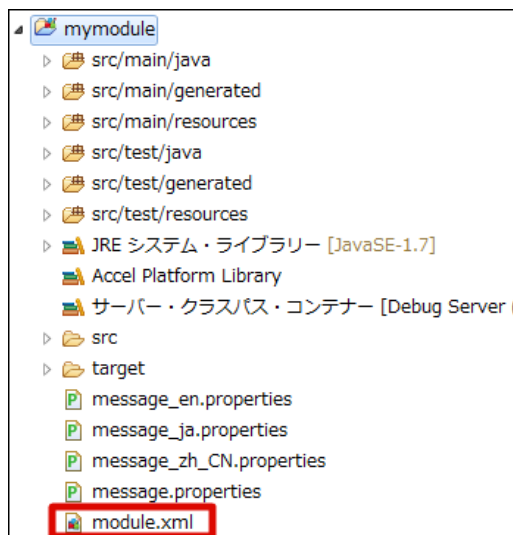 mymodule
src/main/java
src/main/generated
src/main/resources
src/test/java
src/test/generated
src/test/resources
JRE システム・ライブラリー [JavaSE-1.7]
Accel Platform Library
サーバー・クラスパス・コンテナー [Debug Server
src
target
message_en.properties
message_ja.properties
message_zh_CN.properties
message.properties
module.xml